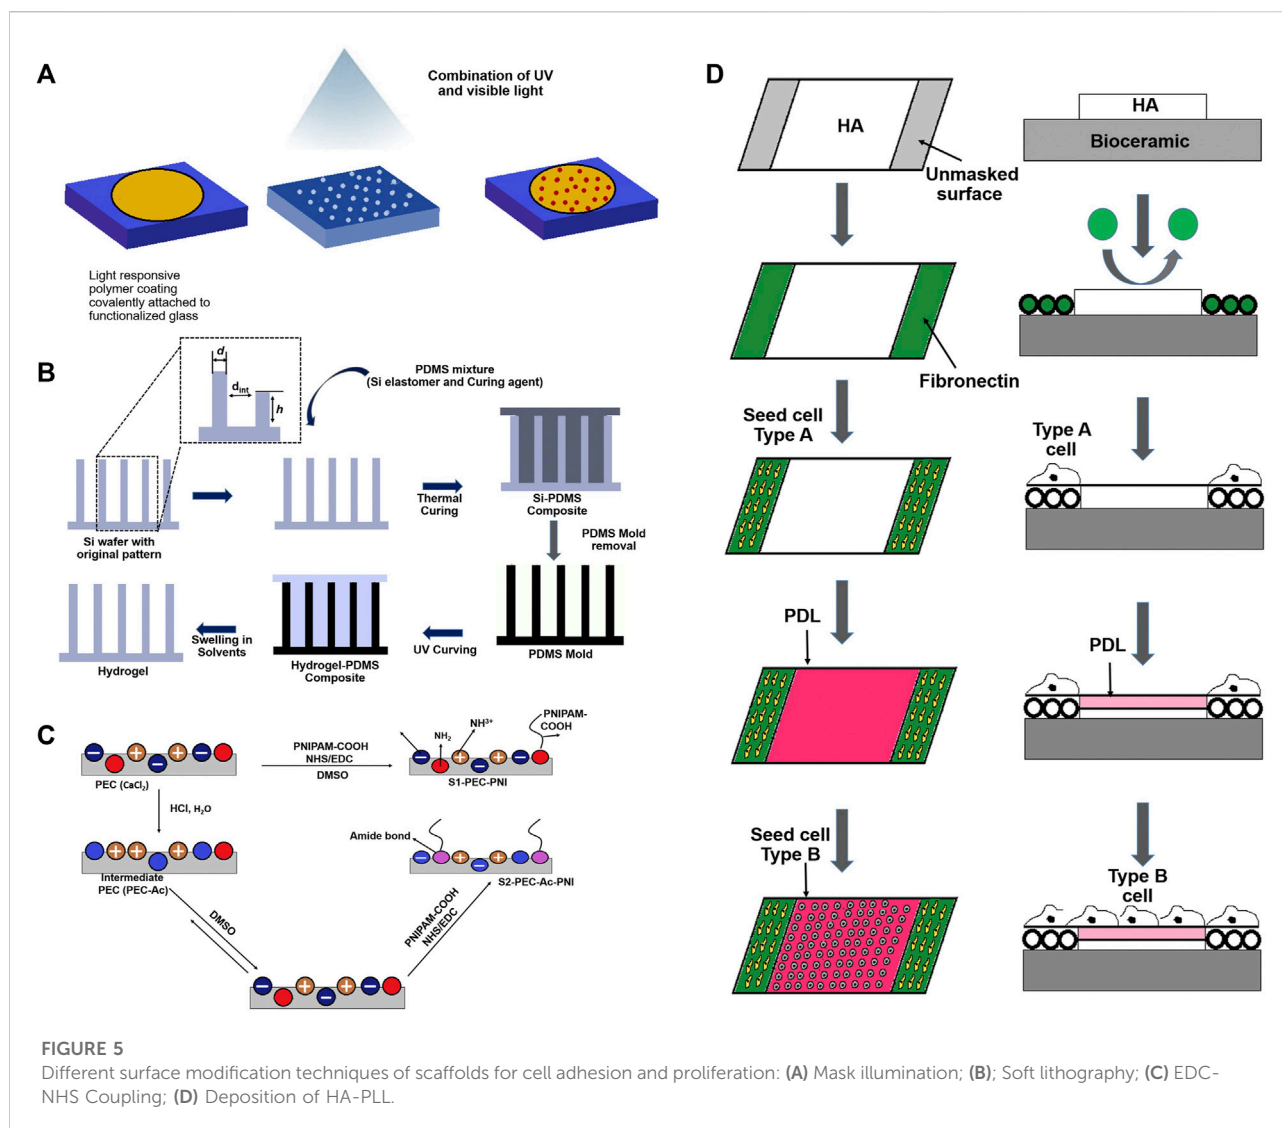 A
Combination of UV
and visible light
Light responsive
polymer coating
covalently attached to
functionalized glass
B
d
d_int
h
PDMS mixture
(Si elastomer and Curing agent)
Si wafer with
original pattern
Thermal
Curing
Si-PDMS
Composite
PDMS Mold
removal
PDMS Mold
UV Curving
Hydrogel-PDMS
Composite
Swelling in
Solvents
Hydrogel
C
− + − + − 
PEC (CaCl₂)
PNIPAM-COOH
NHS/EDC
DMSO
NH₂
NH³⁺
PNIPAM-
COOH
− + − + −
S1-PEC-PNI
HCl, H₂O
+ + +
Intermediate
PEC (PEC-Ac)
DMSO
− + − + −
PNIPAM-COOH
NHS/EDC
Amide bond
− + − +
S2-PEC-Ac-PNI
D
HA
Unmasked
surface
Fibronectin
Seed cell
Type A
PDL
Seed cell
Type B
HA
Bioceramic
Type A
cell
PDL
Type B
cell
FIGURE 5
Different surface modification techniques of scaffolds for cell adhesion and proliferation: (A) Mask illumination; (B); Soft lithography; (C) EDC-
NHS Coupling; (D) Deposition of HA-PLL.